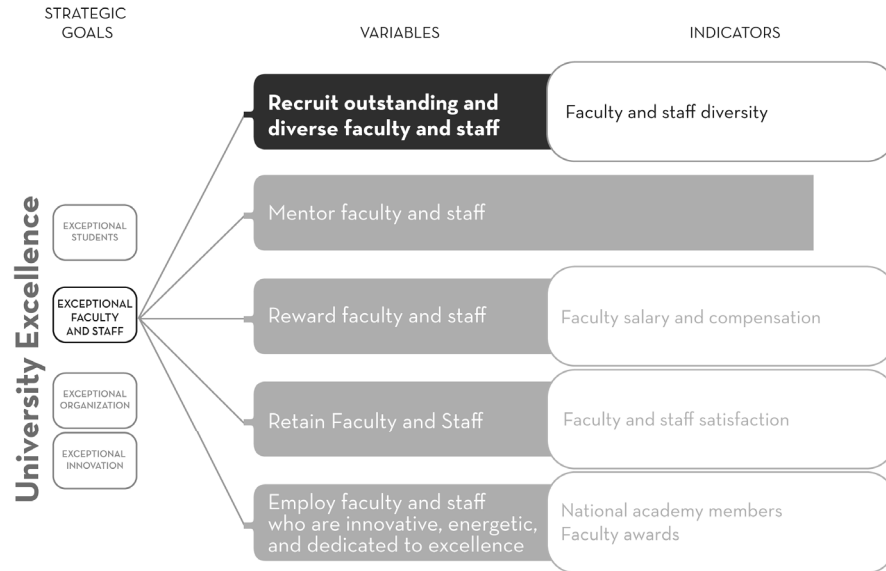 STRATEGIC
GOALS
VARIABLES
INDICATORS
University Excellence
EXCEPTIONAL
STUDENTS
EXCEPTIONAL
FACULTY
AND STAFF
EXCEPTIONAL
ORGANIZATION
EXCEPTIONAL
INNOVATION
Recruit outstanding and
diverse faculty and staff
Faculty and staff diversity
Mentor faculty and staff
Reward faculty and staff
Faculty salary and compensation
Retain Faculty and Staff
Faculty and staff satisfaction
Employ faculty and staff
who are innovative, energetic,
and dedicated to excellence
National academy members
Faculty awards